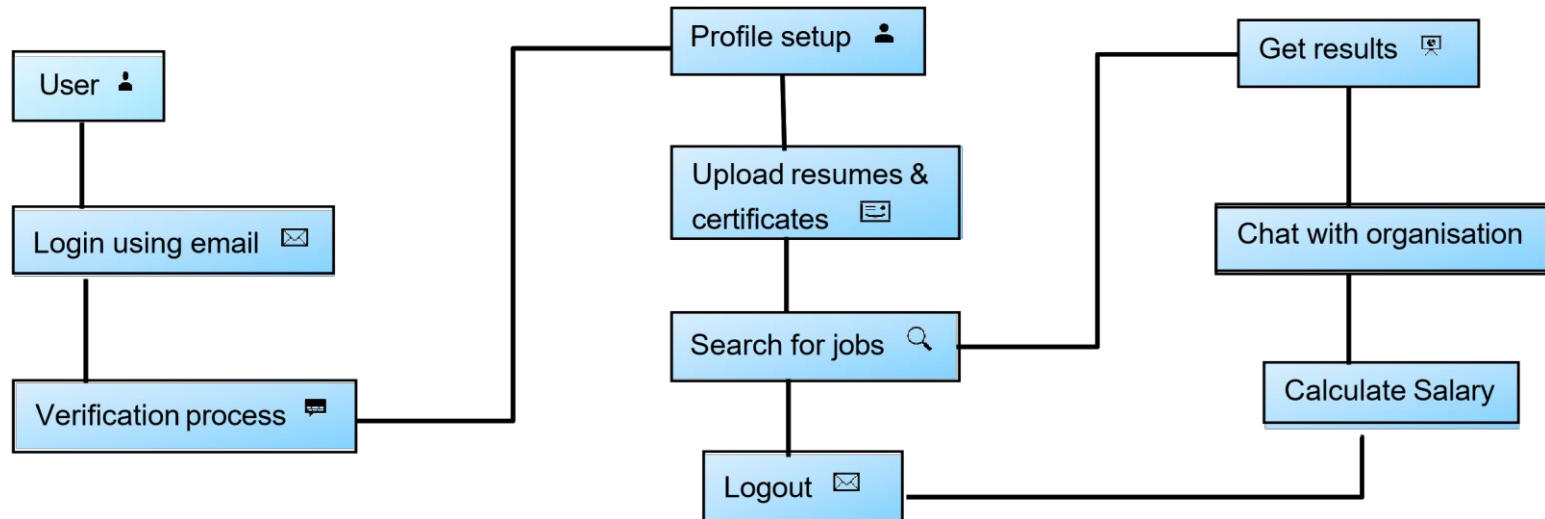 User
Login using email
Verification process
Profile setup
Upload resumes &
certificates
Search for jobs
Logout
Get results
Chat with organisation
Calculate Salary